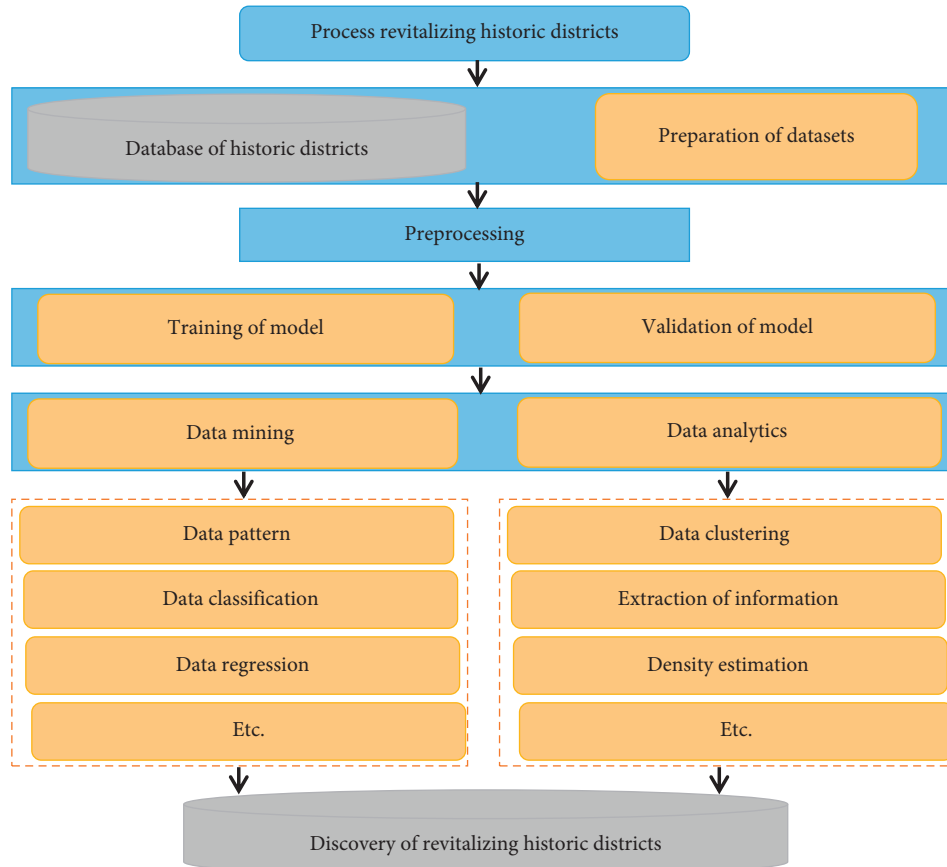 Process revitalizing historic districts
Database of historic districts
Preparation of datasets
Preprocessing
Training of model
Validation of model
Data mining
Data analytics
Data pattern
Data classification
Data regression
Etc.
Data clustering
Extraction of information
Density estimation
Etc.
Discovery of revitalizing historic districts